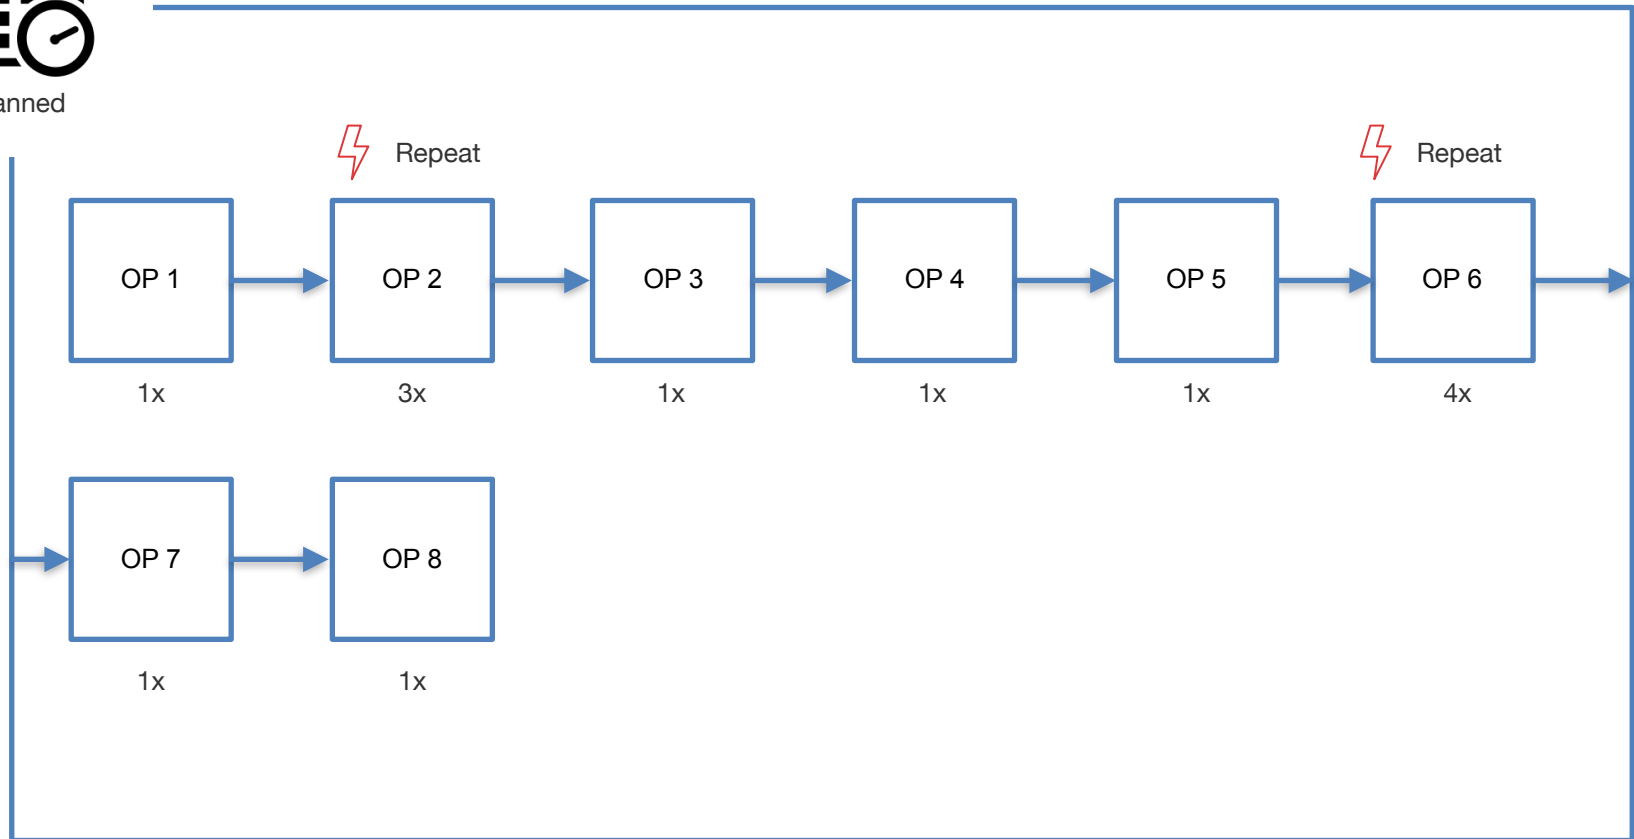 anned
Repeat
Repeat
OP 1
OP 2
OP 3
OP 4
OP 5
OP 6
1x
3x
1x
1x
1x
4x
OP 7
OP 8
1x
1x